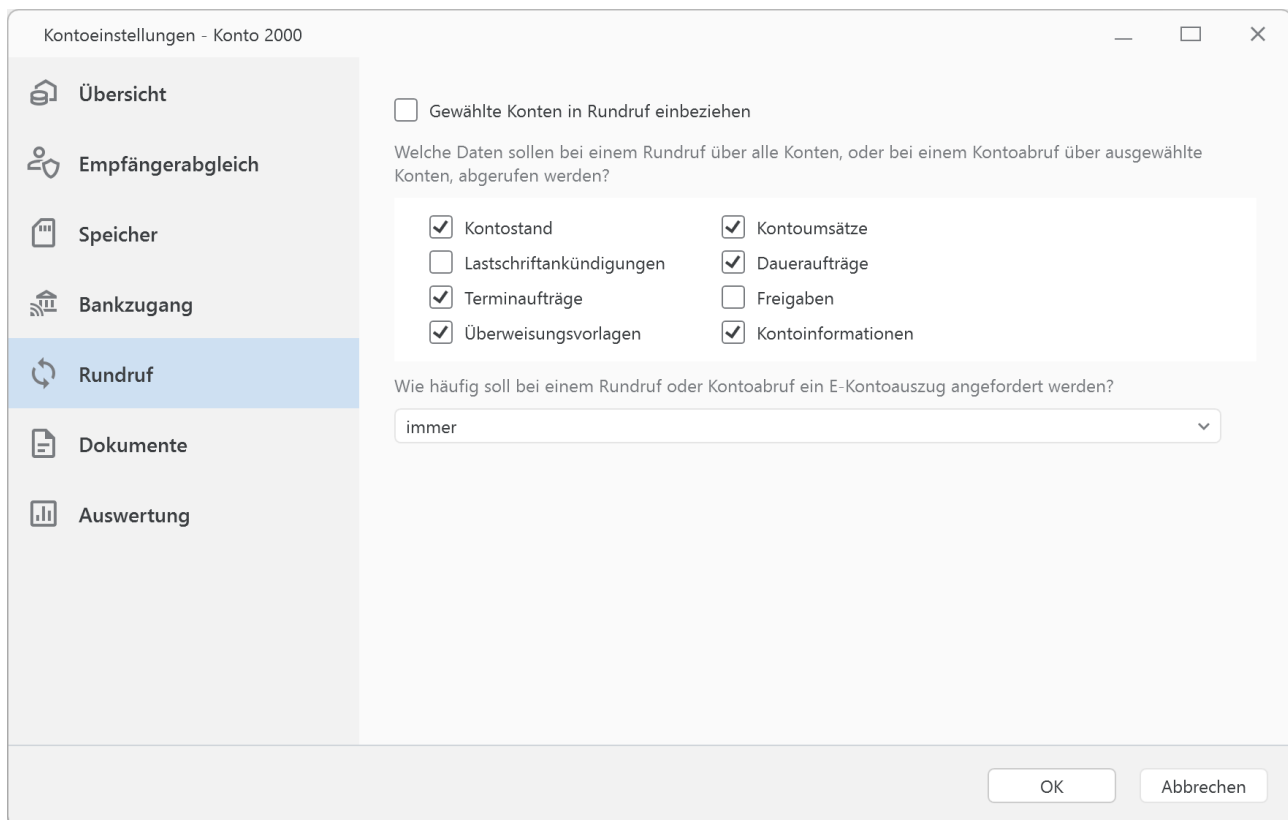 Kontoeinstellungen - Konto 2000
Übersicht
Empfängerabgleich
Speicher
Bankzugang
Rundruf
Dokumente
Auswertung
Gewählte Konten in Rundruf einbeziehen
Welche Daten sollen bei einem Rundruf über alle Konten, oder bei einem Kontoabruf über ausgewählte
Konten, abgerufen werden?
Kontostand Kontoumsätze
Lastschriftankündigungen Daueraufträge
Terminaufträge Freigaben
Überweisungsvorlagen Kontoinformationen
Wie häufig soll bei einem Rundruf oder Kontoabruf ein E-Kontoauszug angefordert werden?
immer
OK Abbrechen